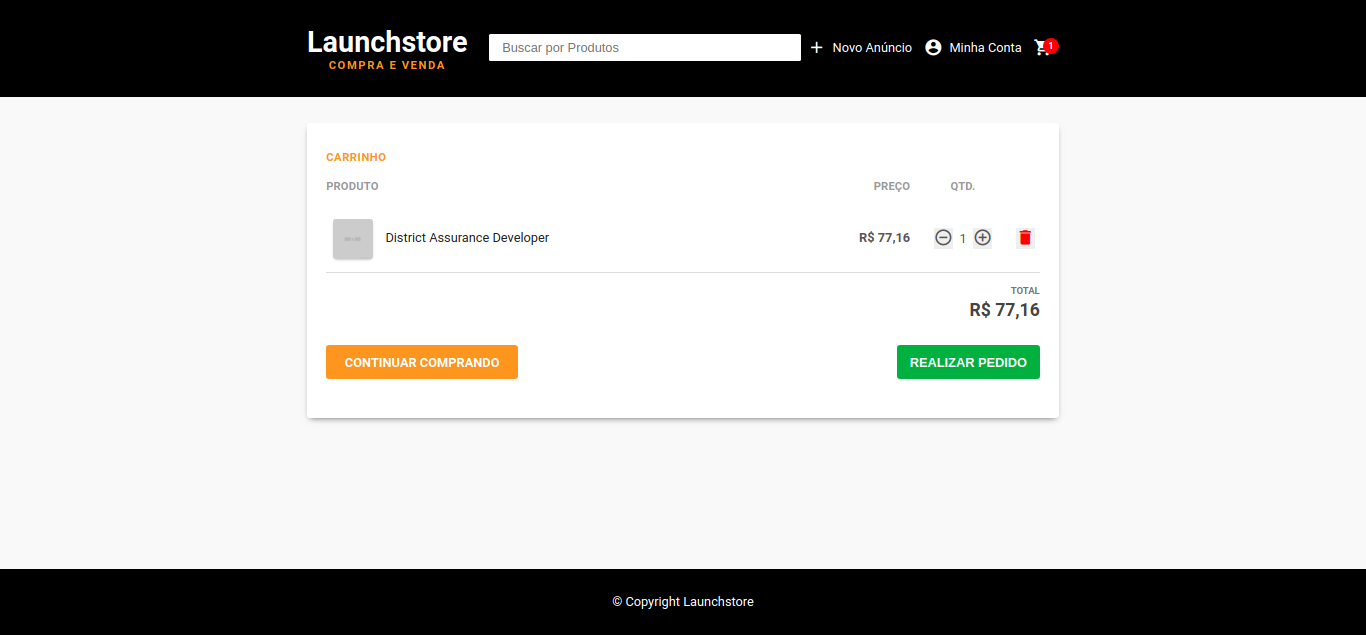 Launchstore
COMPRA E VENDA
Buscar por Produtos
Novo Anúncio
Minha Conta
1
CARRINHO
PRODUTO PREÇO QTD.
District Assurance Developer R$ 77,16 1
TOTAL
R$ 77,16
CONTINUAR COMPRANDO REALIZAR PEDIDO
© Copyright Launchstore